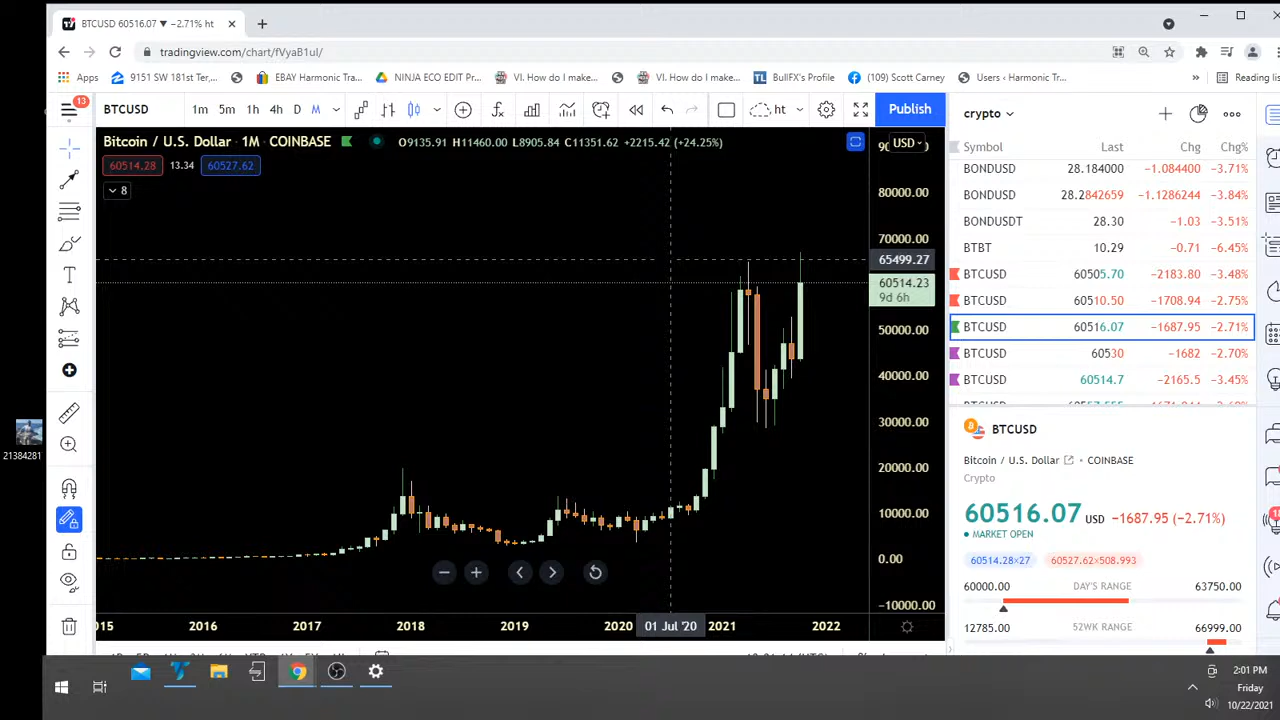 BTCUSD 60516.07 ▼ −2.71% ht
tradingview.com/chart/fVyaB1ul/
Apps 9151 SW 181st Ter,... EBAY Harmonic Tra... NINJA ECO EDIT Pr... VI. How do I make... VI. How do I make... TL BullFX's Profile (109) Scott Carney Users ‹ Harmonic Tr... » Reading
13
BTCUSD 1m 5m 1h 4h D M ht Publish
crypto
Bitcoin / U.S. Dollar · 1M · COINBASE O9135.91 H11460.00 L8905.84 C11351.62 +2215.42 (+24.25%) USD
60514.28 13.34 60527.62
8
80000.00
70000.00
65499.27
60514.23
9d 6h
50000.00
40000.00
30000.00
20000.00
10000.00
0.00
−10000.00
2016 2017 2018 2019 2020 01 Jul '20 2021 2022
Symbol Last Chg Chg%
BONDUSD 28.184000 −1.084400 −3.71%
BONDUSD 28.2842659 −1.1286144 −3.84%
BONDUSDT 28.30 −1.03 −3.51%
BTBT 10.29 −0.71 −6.45%
BTCUSD 60505.70 −2183.80 −3.48%
BTCUSD 60510.50 −1708.94 −2.75%
BTCUSD 60516.07 −1687.95 −2.71%
BTCUSD 60530 −1682 −2.70%
BTCUSD 60514.7 −2165.5 −3.45%
BTCUSD
Bitcoin / U.S. Dollar • COINBASE
Crypto
60516.07 USD −1687.95 (−2.71%)
MARKET OPEN
60514.28×27 60527.62×508.993
60000.00 DAY'S RANGE 63750.00
12785.00 52WK RANGE 66999.00
21384281
2:01 PM
Friday
10/22/2021